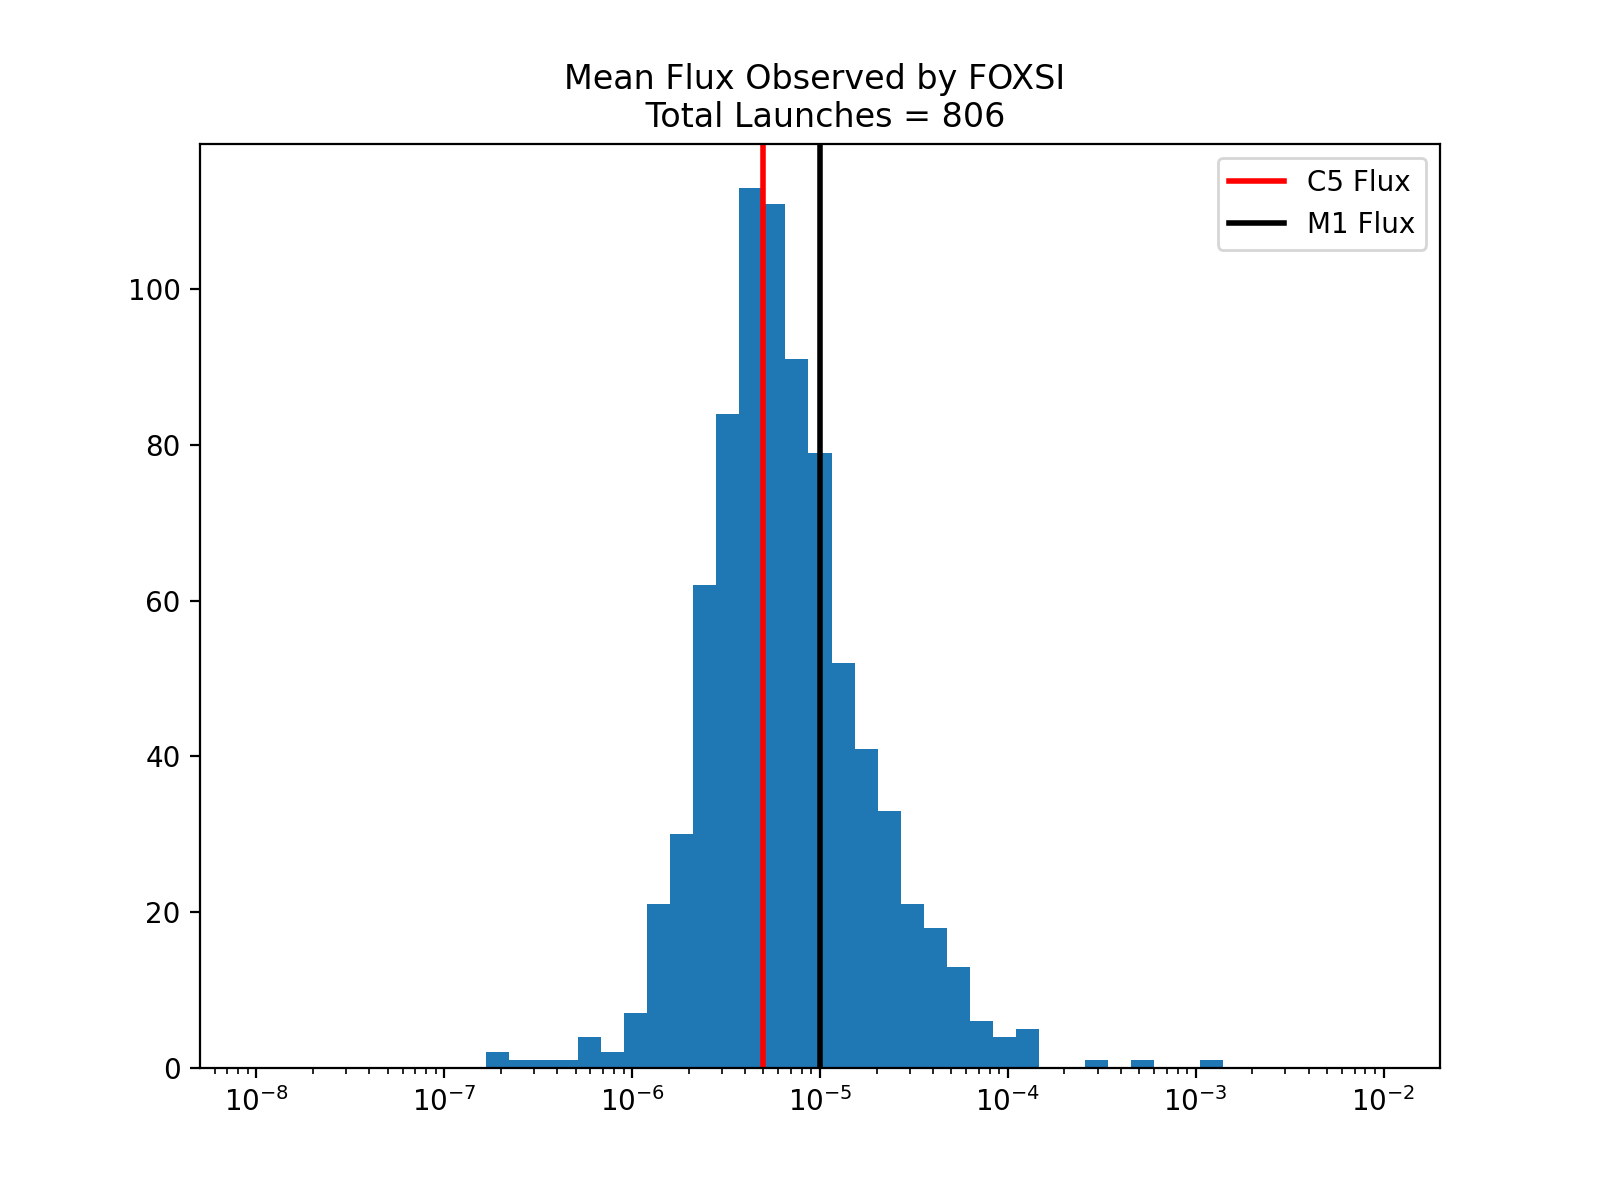 Mean Flux Observed by FOXSI
Total Launches = 806
C5 Flux
M1 Flux
100
80
60
40
20
0
10⁻⁸ 10⁻⁷ 10⁻⁶ 10⁻⁵ 10⁻⁴ 10⁻³ 10⁻²